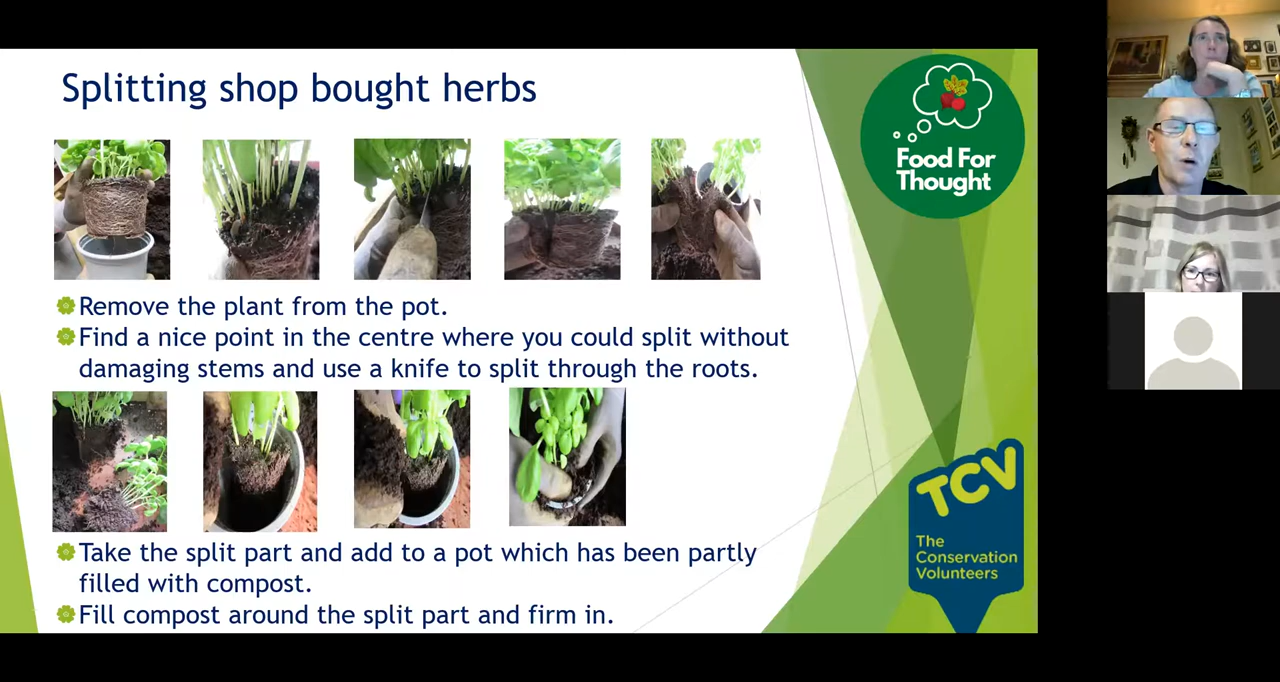 Splitting shop bought herbs
Food For
Thought
Remove the plant from the pot.
Find a nice point in the centre where you could split without
damaging stems and use a knife to split through the roots.
Take the split part and add to a pot which has been partly
filled with compost.
Fill compost around the split part and firm in.
TCV
The
Conservation
Volunteers